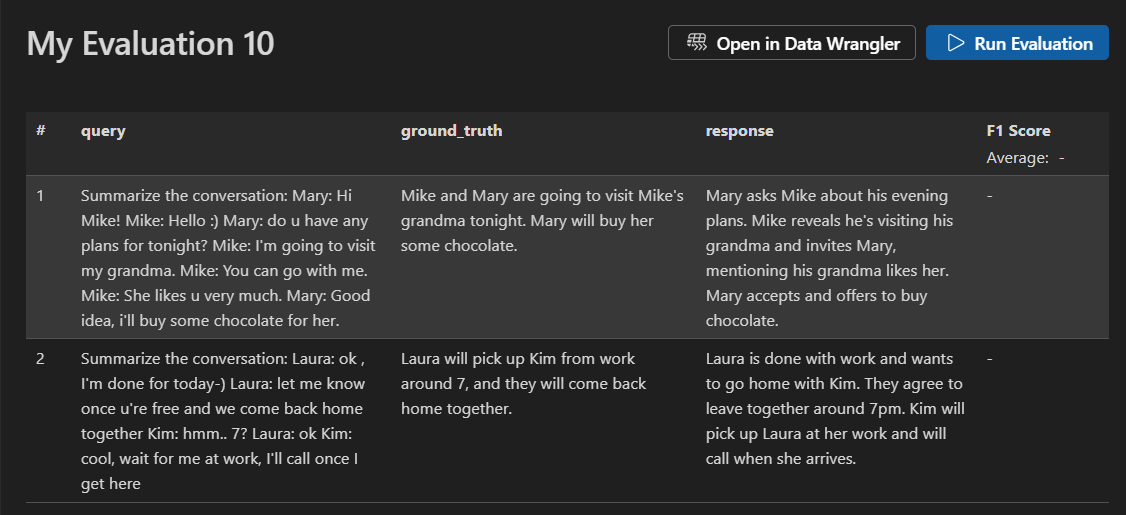 My Evaluation 10
Open in Data Wrangler
Run Evaluation
# query ground_truth response F1 Score
Average: -
1
Summarize the conversation: Mary: Hi
Mike! Mike: Hello :) Mary: do u have any
plans for tonight? Mike: I'm going to visit
my grandma. Mike: You can go with me.
Mike: She likes u very much. Mary: Good
idea, i'll buy some chocolate for her.
Mike and Mary are going to visit Mike's
grandma tonight. Mary will buy her
some chocolate.
Mary asks Mike about his evening
plans. Mike reveals he's visiting his
grandma and invites Mary,
mentioning his grandma likes her.
Mary accepts and offers to buy
chocolate.
-
2
Summarize the conversation: Laura: ok ,
I'm done for today-) Laura: let me know
once u're free and we come back home
together Kim: hmm.. 7? Laura: ok Kim:
cool, wait for me at work, I'll call once I
get here
Laura will pick up Kim from work
around 7, and they will come back
home together.
Laura is done with work and wants
to go home with Kim. They agree to
leave together around 7pm. Kim will
pick up Laura at her work and will
call when she arrives.
-